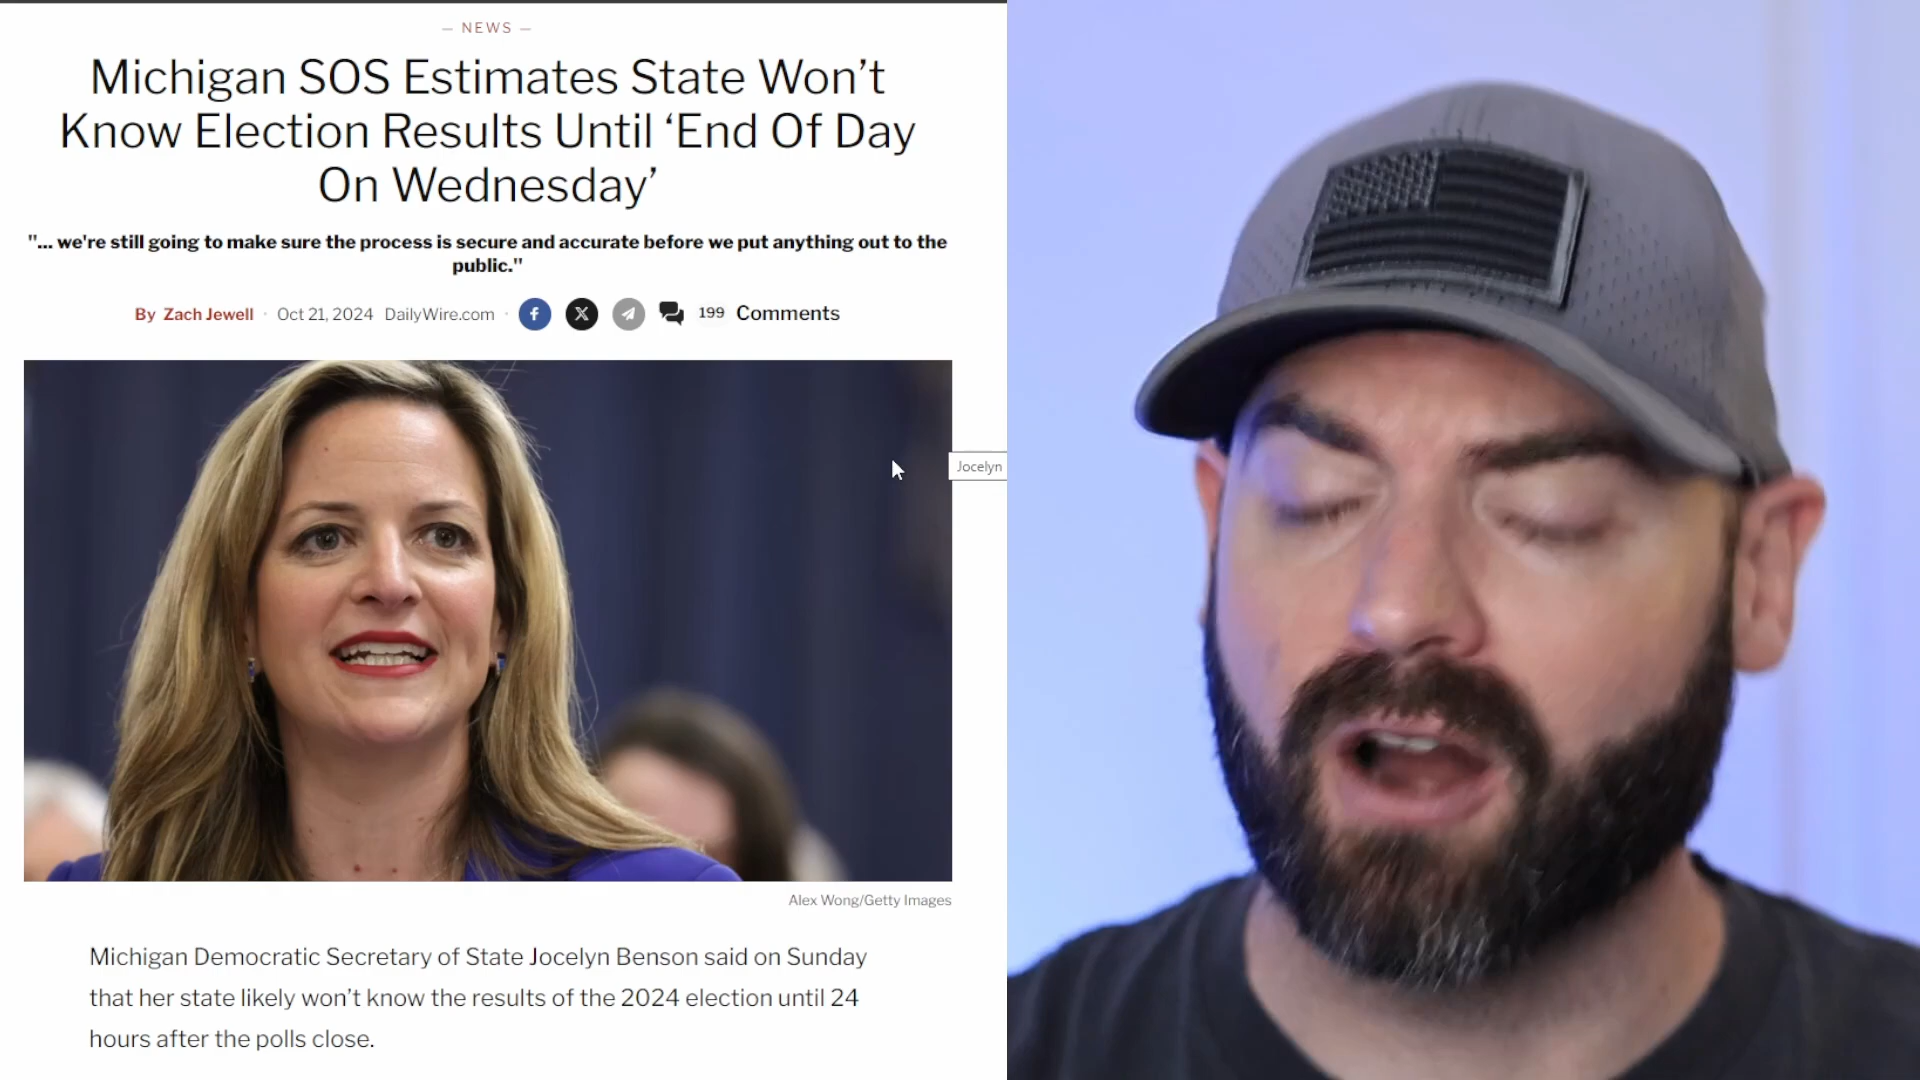 — NEWS —
Michigan SOS Estimates State Won’t
Know Election Results Until ‘End Of Day
On Wednesday’
"... we're still going to make sure the process is secure and accurate before we put anything out to the
public."
By Zach Jewell · Oct 21, 2024 DailyWire.com · 199 Comments
Jocelyn
Alex Wong/Getty Images
Michigan Democratic Secretary of State Jocelyn Benson said on Sunday
that her state likely won’t know the results of the 2024 election until 24
hours after the polls close.